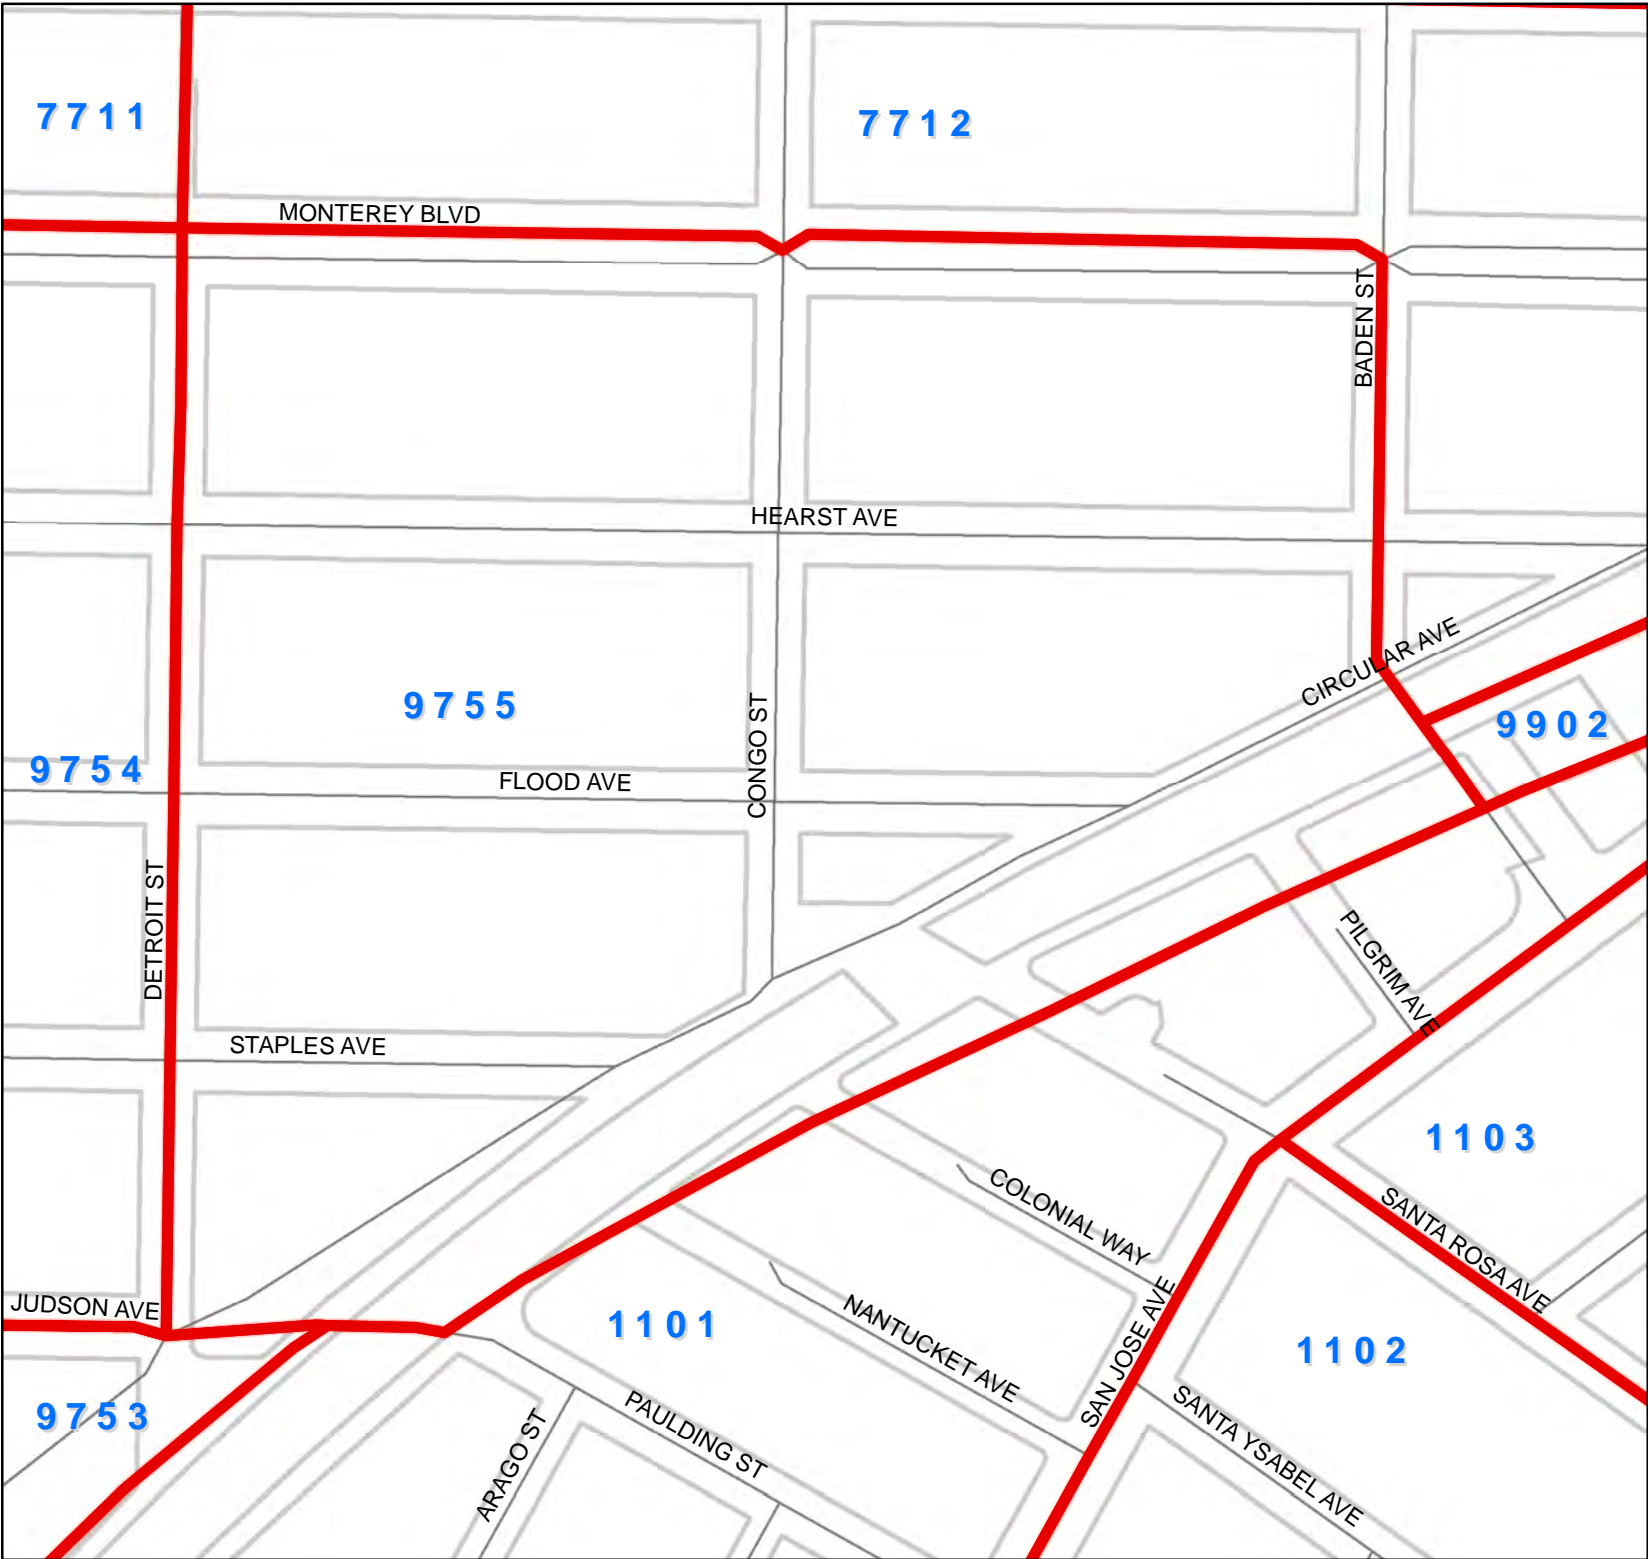 7711
7712
MONTEREY BLVD
BADEN ST
HEARST AVE
CIRCULAR AVE
9755
CONGO ST
9902
9754
FLOOD AVE
DETROIT ST
PILGRIM AVE
STAPLES AVE
1103
COLONIAL WAY
SANTA ROSA AVE
JUDSON AVE
1101
NANTUCKET AVE
SAN JOSE AVE
1102
9753
PAULDING ST
ARAGO ST
SANTA YSABEL AVE